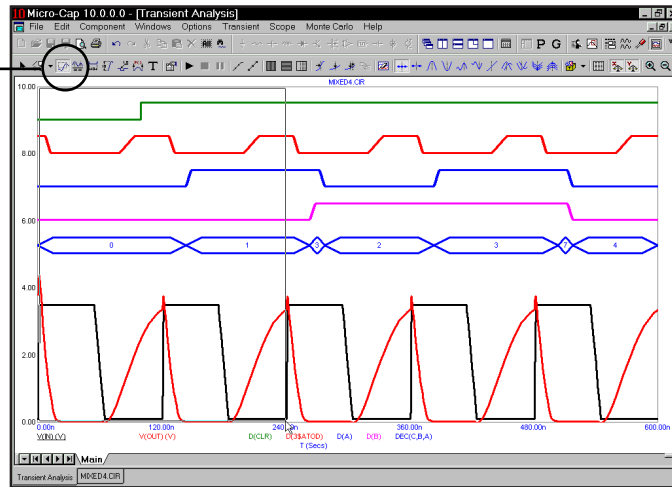 10 Micro-Cap 10.0.0.0 - [Transient Analysis]
File Edit Component Windows Options Transient Scope Monte Carlo Help
P G
T
MIXED4.CIR
10.00
8.00
6.00
0 1 3 2 3 7 4
4.00
2.00
0.00
0.00n 120.00n 240.00n 360.00n 480.00n 600.00n
V(IN) (V) V(OUT) (V) D(CLR) D(3$ATOD) D(A) D(B) DEC(C,B,A)
T (Secs)
Main
Transient Analysis MIXED4.CIR